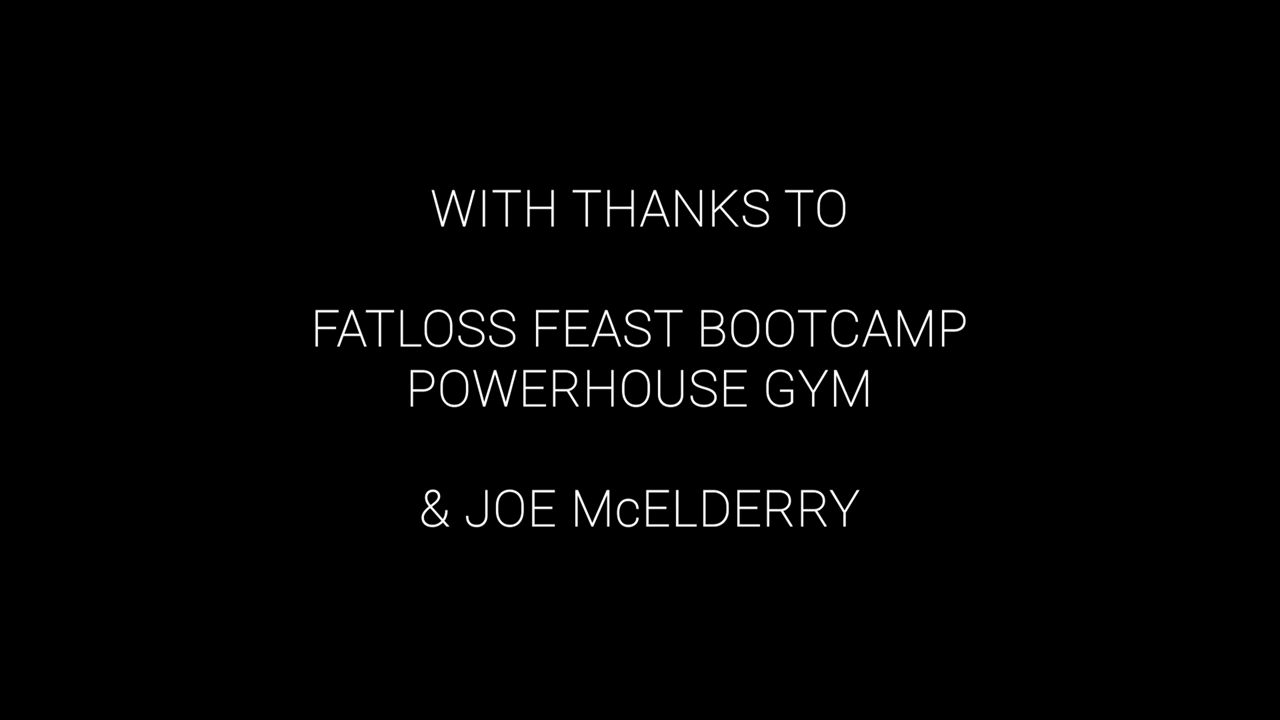 WITH THANKS TO
FATLOSS FEAST BOOTCAMP
POWERHOUSE GYM
& JOE McELDERRY